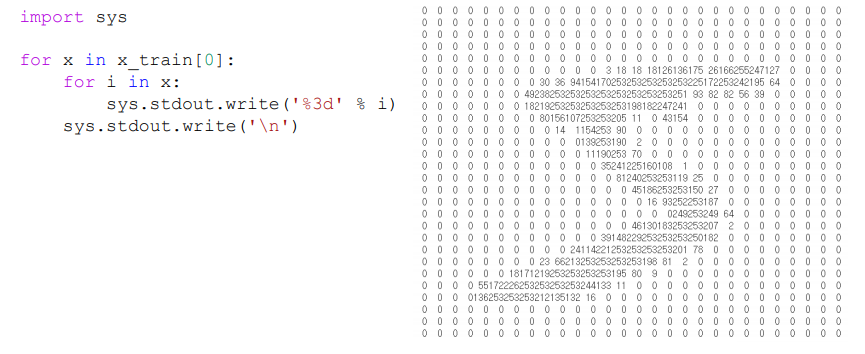 import sys
for x in x_train[0]:
for i in x:
sys.stdout.write('%3d' % i)
sys.stdout.write('\n')
0 0 0 0 0 0 0 0 0 0 0 0 0 0 0 0 0 0 0 0 0 0 0 0 0 0 0 0
0 0 0 0 0 0 0 0 0 0 0 0 0 0 0 0 0 0 0 0 0 0 0 0 0 0 0 0
0 0 0 0 0 0 0 0 0 0 0 0 0 0 0 0 0 0 0 0 0 0 0 0 0 0 0 0
0 0 0 0 0 0 0 0 0 0 0 0 0 0 0 0 0 0 0 0 0 0 0 0 0 0 0 0
0 0 0 0 0 0 0 0 0 0 0 0 0 0 0 0 0 0 0 0 0 0 0 0 0 0 0 0
0 0 0 0 0 0 0 0 0 0 0 0 3 18 18 18126136175 26166255247127 0 0 0 0
0 0 0 0 0 0 0 0 30 36 94154170253253253253253225172253242195 64 0 0 0 0
0 0 0 0 0 0 0 49238253253253253253253253253253251 93 82 82 56 39 0 0 0 0 0
0 0 0 0 0 0 0 18219253253253253253198182247241 0 0 0 0 0 0 0 0 0 0
0 0 0 0 0 0 0 0 80156107253253205 11 0 43154 0 0 0 0 0 0 0 0 0 0
0 0 0 0 0 0 0 0 0 14 1154253 90 0 0 0 0 0 0 0 0 0 0 0 0 0 0
0 0 0 0 0 0 0 0 0 0 0139253190 2 0 0 0 0 0 0 0 0 0 0 0 0 0
0 0 0 0 0 0 0 0 0 0 0 11190253 70 0 0 0 0 0 0 0 0 0 0 0 0 0
0 0 0 0 0 0 0 0 0 0 0 0 35241225160108 1 0 0 0 0 0 0 0 0 0 0
0 0 0 0 0 0 0 0 0 0 0 0 0 81240253253119 25 0 0 0 0 0 0 0 0 0
0 0 0 0 0 0 0 0 0 0 0 0 0 0 45186253253150 27 0 0 0 0 0 0 0 0
0 0 0 0 0 0 0 0 0 0 0 0 0 0 0 16 93252253187 0 0 0 0 0 0 0 0
0 0 0 0 0 0 0 0 0 0 0 0 0 0 0 0 0249253249 64 0 0 0 0 0 0 0
0 0 0 0 0 0 0 0 0 0 0 0 0 0 46130183253253207 2 0 0 0 0 0 0 0
0 0 0 0 0 0 0 0 0 0 0 0 39148229253253253250182 0 0 0 0 0 0 0 0
0 0 0 0 0 0 0 0 0 0 24114221253253253253201 78 0 0 0 0 0 0 0 0 0
0 0 0 0 0 0 0 0 23 66213253253253253198 81 2 0 0 0 0 0 0 0 0 0 0
0 0 0 0 0 0 18171219253253253253195 80 9 0 0 0 0 0 0 0 0 0 0 0 0
0 0 0 0 55172226253253253253244133 11 0 0 0 0 0 0 0 0 0 0 0 0 0 0
0 0 0 0136253253253212135132 16 0 0 0 0 0 0 0 0 0 0 0 0 0 0 0 0
0 0 0 0 0 0 0 0 0 0 0 0 0 0 0 0 0 0 0 0 0 0 0 0 0 0 0 0
0 0 0 0 0 0 0 0 0 0 0 0 0 0 0 0 0 0 0 0 0 0 0 0 0 0 0 0
0 0 0 0 0 0 0 0 0 0 0 0 0 0 0 0 0 0 0 0 0 0 0 0 0 0 0 0